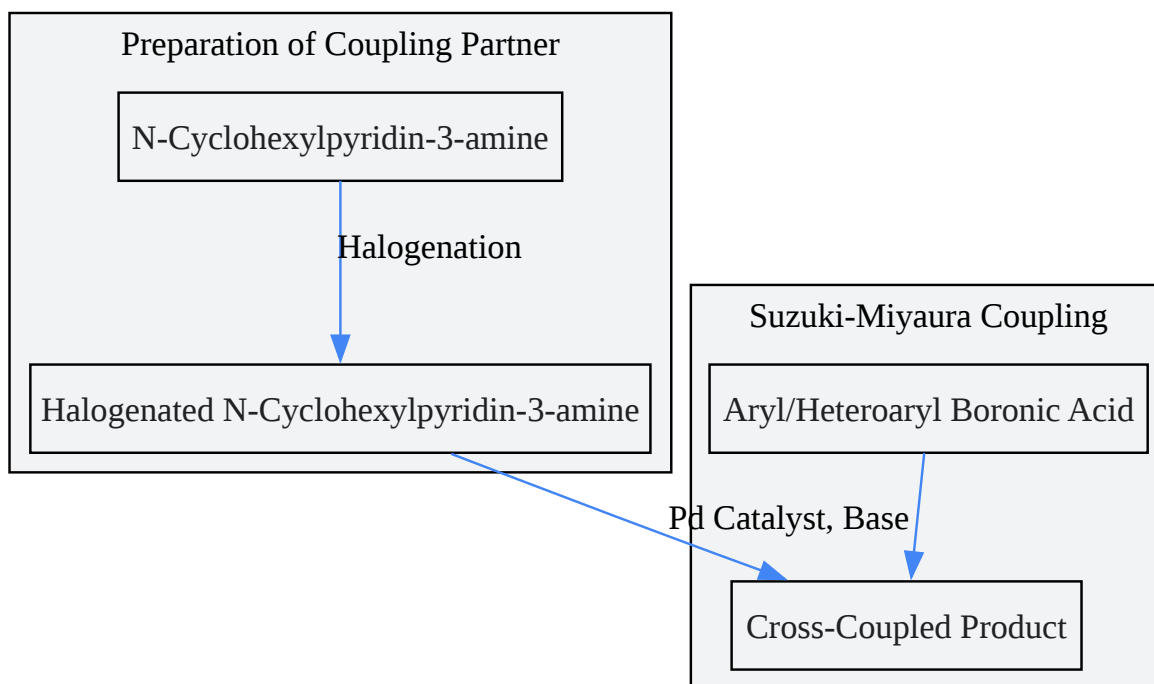 Preparation of Coupling Partner
N-Cyclohexylpyridin-3-amine
Halogenation
Halogenated N-Cyclohexylpyridin-3-amine
Suzuki-Miyaura Coupling
Aryl/Heteroaryl Boronic Acid
Pd Catalyst, Base
Cross-Coupled Product